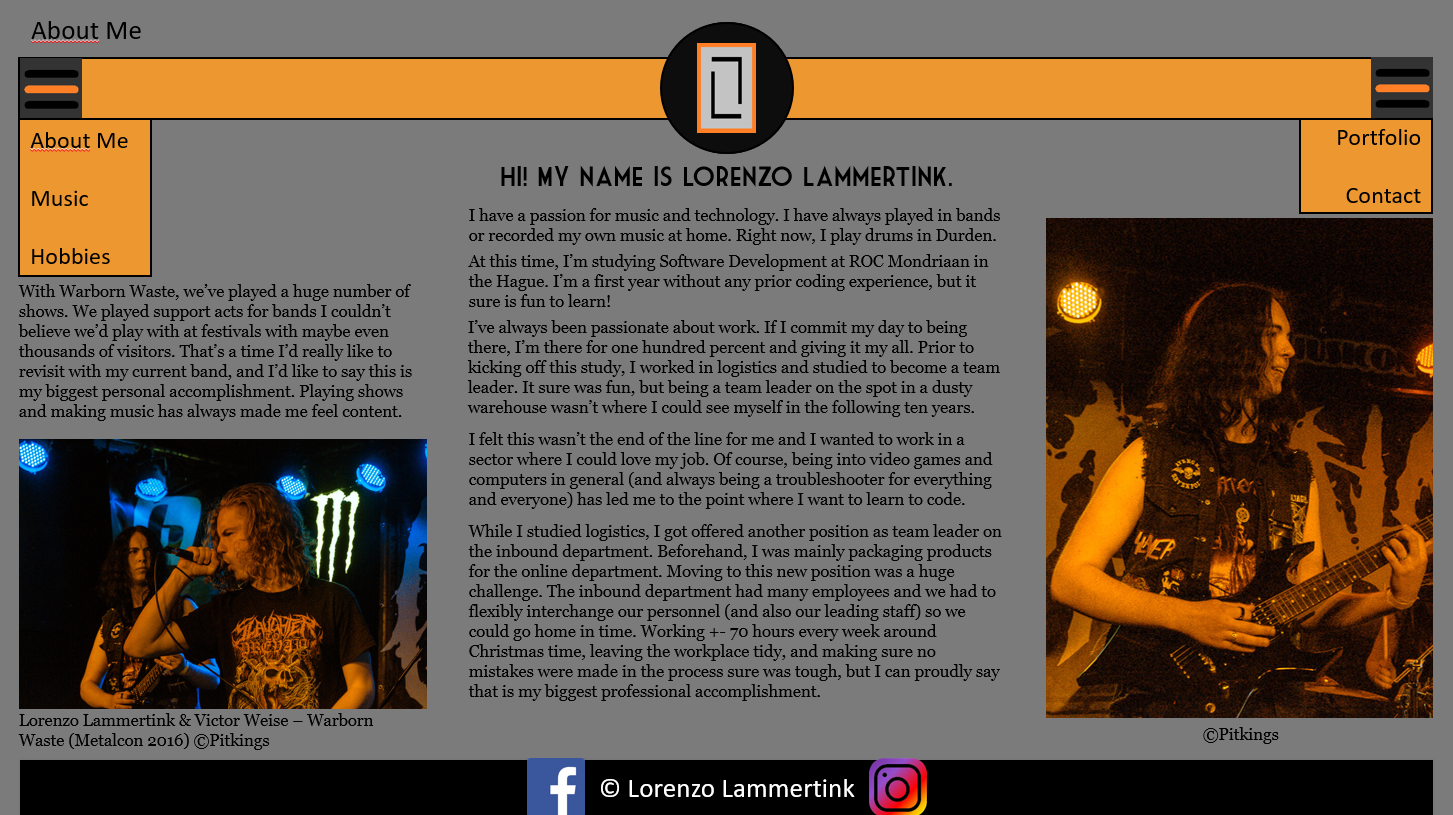 About Me
About Me
Music
Hobbies
Portfolio
Contact
HI! MY NAME IS LORENZO LAMMERTINK.
I have a passion for music and technology. I have always played in bands
or recorded my own music at home. Right now, I play drums in Durden.
At this time, I’m studying Software Development at ROC Mondriaan in
the Hague. I’m a first year without any prior coding experience, but it
sure is fun to learn!
I’ve always been passionate about work. If I commit my day to being
there, I’m there for one hundred percent and giving it my all. Prior to
kicking off this study, I worked in logistics and studied to become a team
leader. It sure was fun, but being a team leader on the spot in a dusty
warehouse wasn’t where I could see myself in the following ten years.
I felt this wasn’t the end of the line for me and I wanted to work in a
sector where I could love my job. Of course, being into video games and
computers in general (and always being a troubleshooter for everything
and everyone) has led me to the point where I want to learn to code.
While I studied logistics, I got offered another position as team leader on
the inbound department. Beforehand, I was mainly packaging products
for the online department. Moving to this new position was a huge
challenge. The inbound department had many employees and we had to
flexibly interchange our personnel (and also our leading staff) so we
could go home in time. Working +- 70 hours every week around
Christmas time, leaving the workplace tidy, and making sure no
mistakes were made in the process sure was tough, but I can proudly say
that is my biggest professional accomplishment.
With Warborn Waste, we’ve played a huge number of
shows. We played support acts for bands I couldn’t
believe we’d play with at festivals with maybe even
thousands of visitors. That’s a time I’d really like to
revisit with my current band, and I’d like to say this is
my biggest personal accomplishment. Playing shows
and making music has always made me feel content.
Lorenzo Lammertink & Victor Weise – Warborn
Waste (Metalcon 2016) ©Pitkings
SLAYER
©Pitkings
© Lorenzo Lammertink